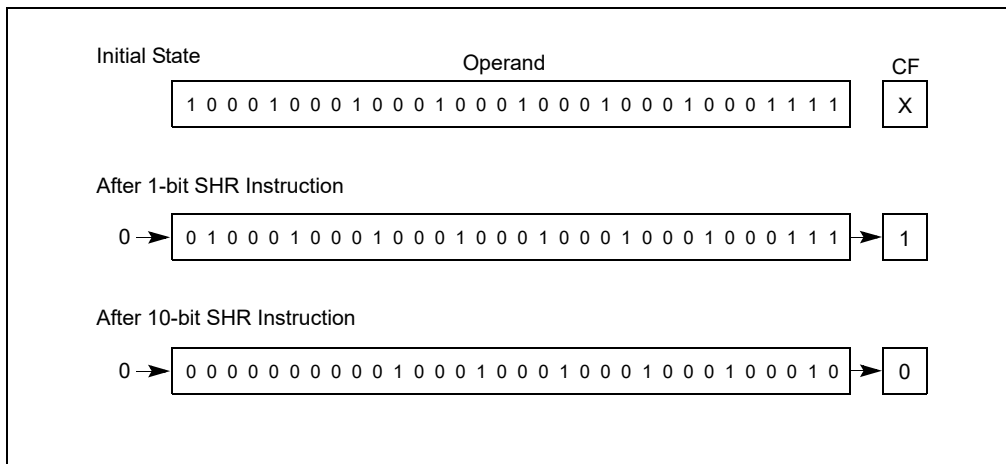 Initial State
Operand
CF
1 0 0 0 1 0 0 0 1 0 0 0 1 0 0 0 1 0 0 0 1 0 0 0 1 0 0 0 1 1 1 1
X
After 1-bit SHR Instruction
0
0 1 0 0 0 1 0 0 0 1 0 0 0 1 0 0 0 1 0 0 0 1 0 0 0 1 0 0 0 1 1 1
1
After 10-bit SHR Instruction
0
0 0 0 0 0 0 0 0 0 0 1 0 0 0 1 0 0 0 1 0 0 0 1 0 0 0 1 0 0 0 1 0
0